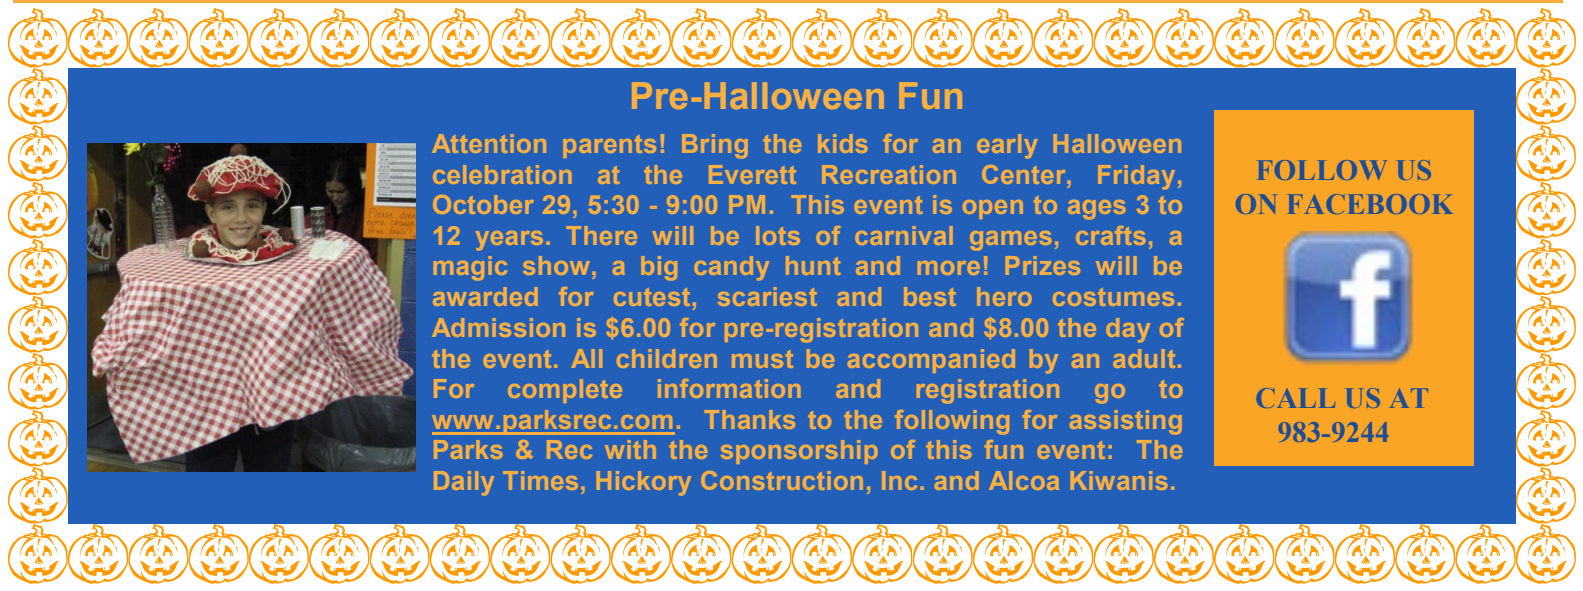 Pre-Halloween Fun
Attention parents! Bring the kids for an early Halloween
celebration at the Everett Recreation Center, Friday,
October 29, 5:30 - 9:00 PM.  This event is open to ages 3 to
12 years. There will be lots of carnival games, crafts, a
magic show, a big candy hunt and more! Prizes will be
awarded for cutest, scariest and best hero costumes.
Admission is $6.00 for pre-registration and $8.00 the day of
the event. All children must be accompanied by an adult.
For complete information and registration go to
www.parksrec.com.  Thanks to the following for assisting
Parks & Rec with the sponsorship of this fun event:  The
Daily Times, Hickory Construction, Inc. and Alcoa Kiwanis.
FOLLOW US
ON FACEBOOK
f
CALL US AT
983-9244
Please